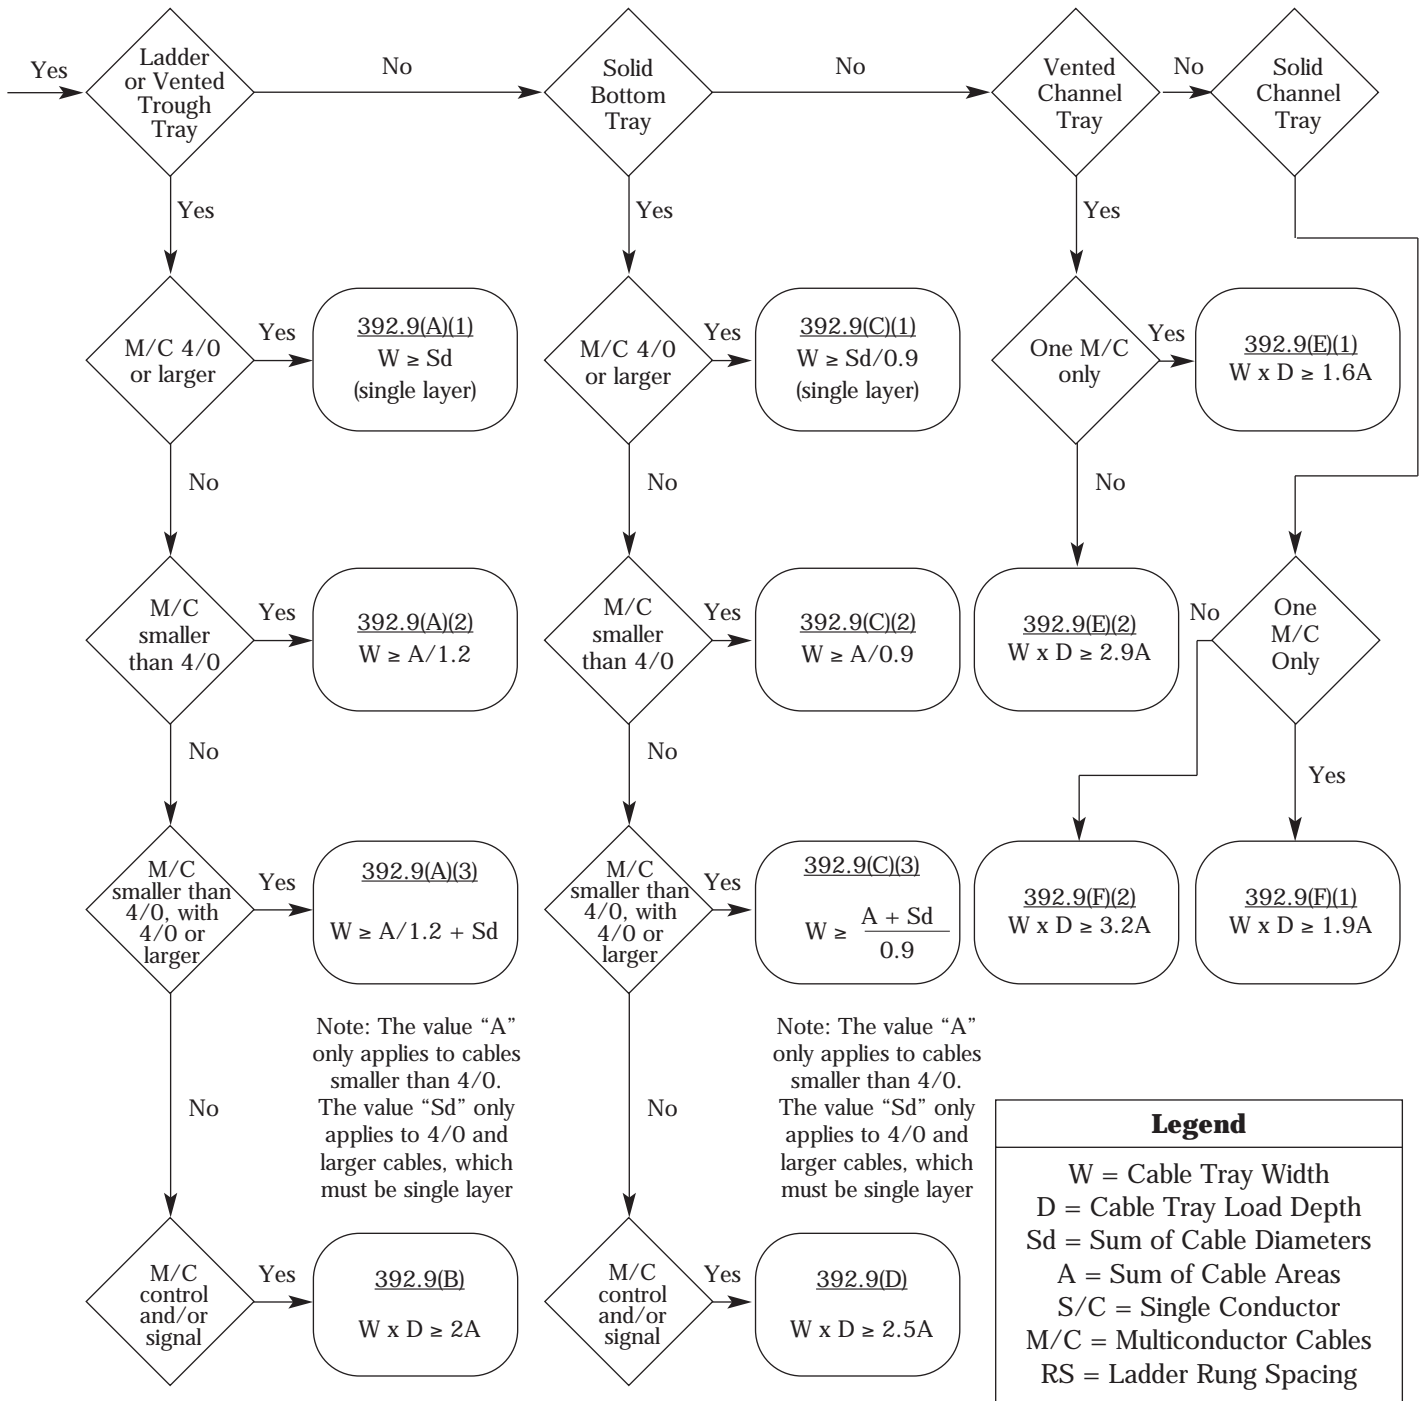 Yes
Ladder
or Vented
Trough
Tray
No
Solid
Bottom
Tray
No
Vented
Channel
Tray
No
Solid
Channel
Tray
Yes
Yes
Yes
M/C 4/0
or larger
Yes
392.9(A)(1)
W ≥ Sd
(single layer)
M/C 4/0
or larger
Yes
392.9(C)(1)
W ≥ Sd/0.9
(single layer)
One M/C
only
Yes
392.9(E)(1)
W x D ≥ 1.6A
No
No
No
M/C
smaller
than 4/0
Yes
392.9(A)(2)
W ≥ A/1.2
M/C
smaller
than 4/0
Yes
392.9(C)(2)
W ≥ A/0.9
392.9(E)(2)
W x D ≥ 2.9A
No
One
M/C
Only
No
No
Yes
M/C
smaller than
4/0, with
4/0 or
larger
Yes
392.9(A)(3)
W ≥ A/1.2 + Sd
M/C
smaller than
4/0, with
4/0 or
larger
Yes
392.9(C)(3)
W ≥ A + Sd
0.9
392.9(F)(2)
W x D ≥ 3.2A
392.9(F)(1)
W x D ≥ 1.9A
Note: The value “A”
only applies to cables
smaller than 4/0.
The value “Sd” only
applies to 4/0 and
larger cables, which
must be single layer
Note: The value “A”
only applies to cables
smaller than 4/0.
The value “Sd” only
applies to 4/0 and
larger cables, which
must be single layer
No
No
M/C
control
and/or
signal
Yes
392.9(B)
W x D ≥ 2A
M/C
control
and/or
signal
Yes
392.9(D)
W x D ≥ 2.5A
Legend
W = Cable Tray Width
D = Cable Tray Load Depth
Sd = Sum of Cable Diameters
A = Sum of Cable Areas
S/C = Single Conductor
M/C = Multiconductor Cables
RS = Ladder Rung Spacing